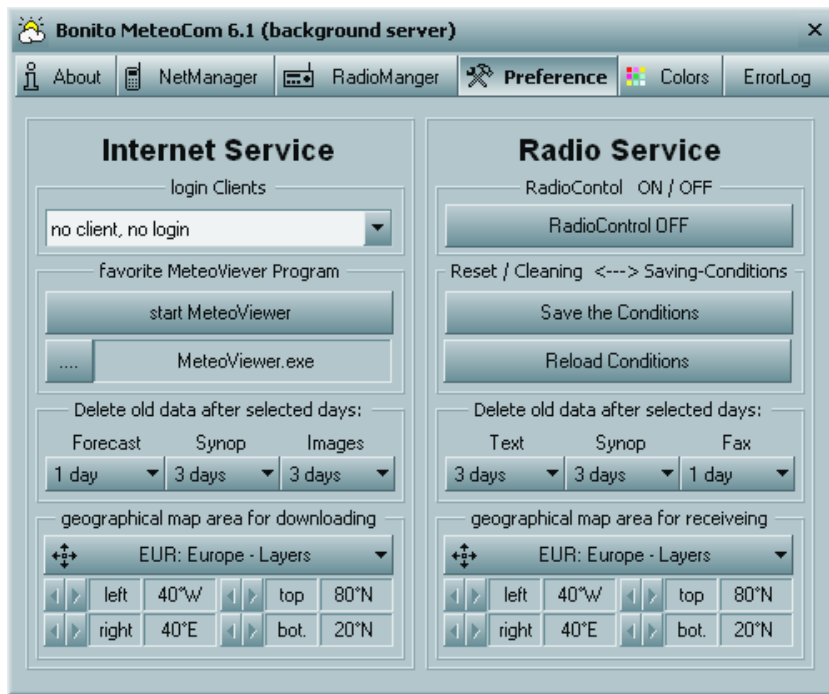 Bonito MeteoCom 6.1 (background server)
About NetManager RadioManger Preference Colors ErrorLog
Internet Service
login Clients
no client, no login
favorite MeteoViever Program
start MeteoViewer
.... MeteoViewer.exe
Delete old data after selected days:
Forecast Synop Images
1 day 3 days 3 days
geographical map area for downloading
EUR: Europe - Layers
left 40°W top 80°N
right 40°E bot. 20°N
Radio Service
RadioContol ON / OFF
RadioControl OFF
Reset / Cleaning <---> Saving-Conditions
Save the Conditions
Reload Conditions
Delete old data after selected days:
Text Synop Fax
3 days 3 days 1 day
geographical map area for receiveing
EUR: Europe - Layers
left 40°W top 80°N
right 40°E bot. 20°N